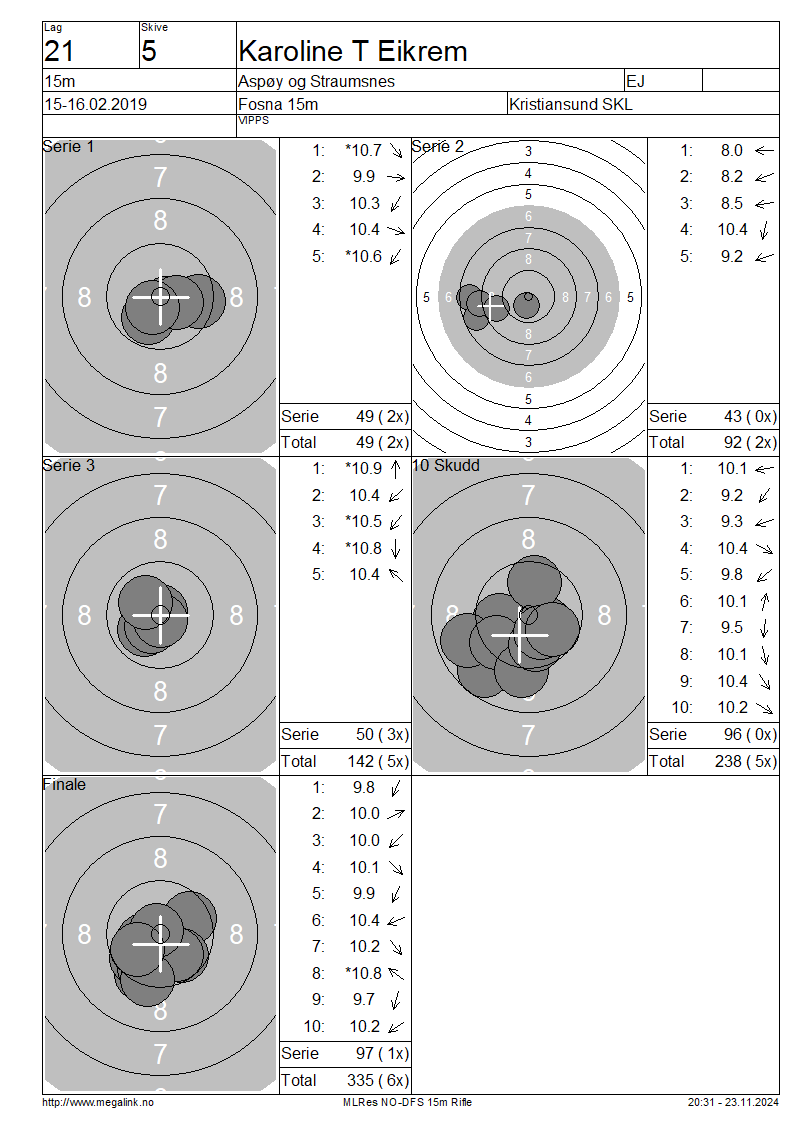 Lag
Skive
21
5
Karoline T Eikrem
15m
Aspøy og Straumsnes
EJ
15-16.02.2019
Fosna 15m
Kristiansund SKL
VIPPS
Serie 1
7
8
8
8
8
7
1: *10.7
2: 9.9
3: 10.3
4: 10.4
5: *10.6
Serie 49 ( 2x)
Total 49 ( 2x)
Serie 2
3
4
5
6
7
8
5 6 8 7 6 5
8
7
6
5
4
3
1: 8.0
2: 8.2
3: 8.5
4: 10.4
5: 9.2
Serie 43 ( 0x)
Total 92 ( 2x)
Serie 3
7
8
8
8
8
7
1: *10.9
2: 10.4
3: *10.5
4: *10.8
5: 10.4
Serie 50 ( 3x)
Total 142 ( 5x)
10 Skudd
7
8
8
8
8
7
1: 10.1
2: 9.2
3: 9.3
4: 10.4
5: 9.8
6: 10.1
7: 9.5
8: 10.1
9: 10.4
10: 10.2
Serie 96 ( 0x)
Total 238 ( 5x)
Finale
7
8
8
8
8
7
1: 9.8
2: 10.0
3: 10.0
4: 10.1
5: 9.9
6: 10.4
7: 10.2
8: *10.8
9: 9.7
10: 10.2
Serie 97 ( 1x)
Total 335 ( 6x)
http://www.megalink.no
MLRes NO-DFS 15m Rifle
20:31 - 23.11.2024